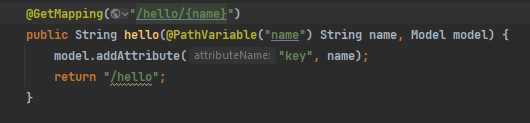 @GetMapping("/hello/{name}")
public String hello(@PathVariable("name") String name, Model model) {
model.addAttribute( attributeName: "key", name);
return "/hello";
}